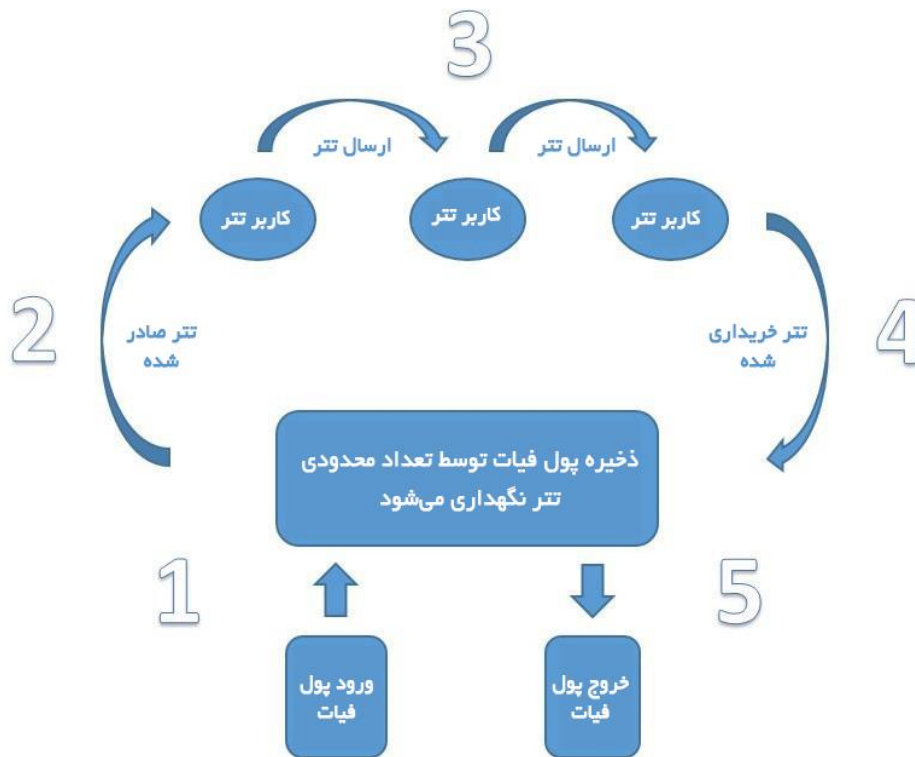 3
ارسال تتر
ارسال تتر
کاربر تتر
کاربر تتر
کاربر تتر
2
تتر صادر
شده
تتر خریداری
شده
4
ذخیره پول فیات توسط تعداد محدودی
تتر نگهداری می‌شود
1
5
ورود پول
فیات
خروج پول
فیات